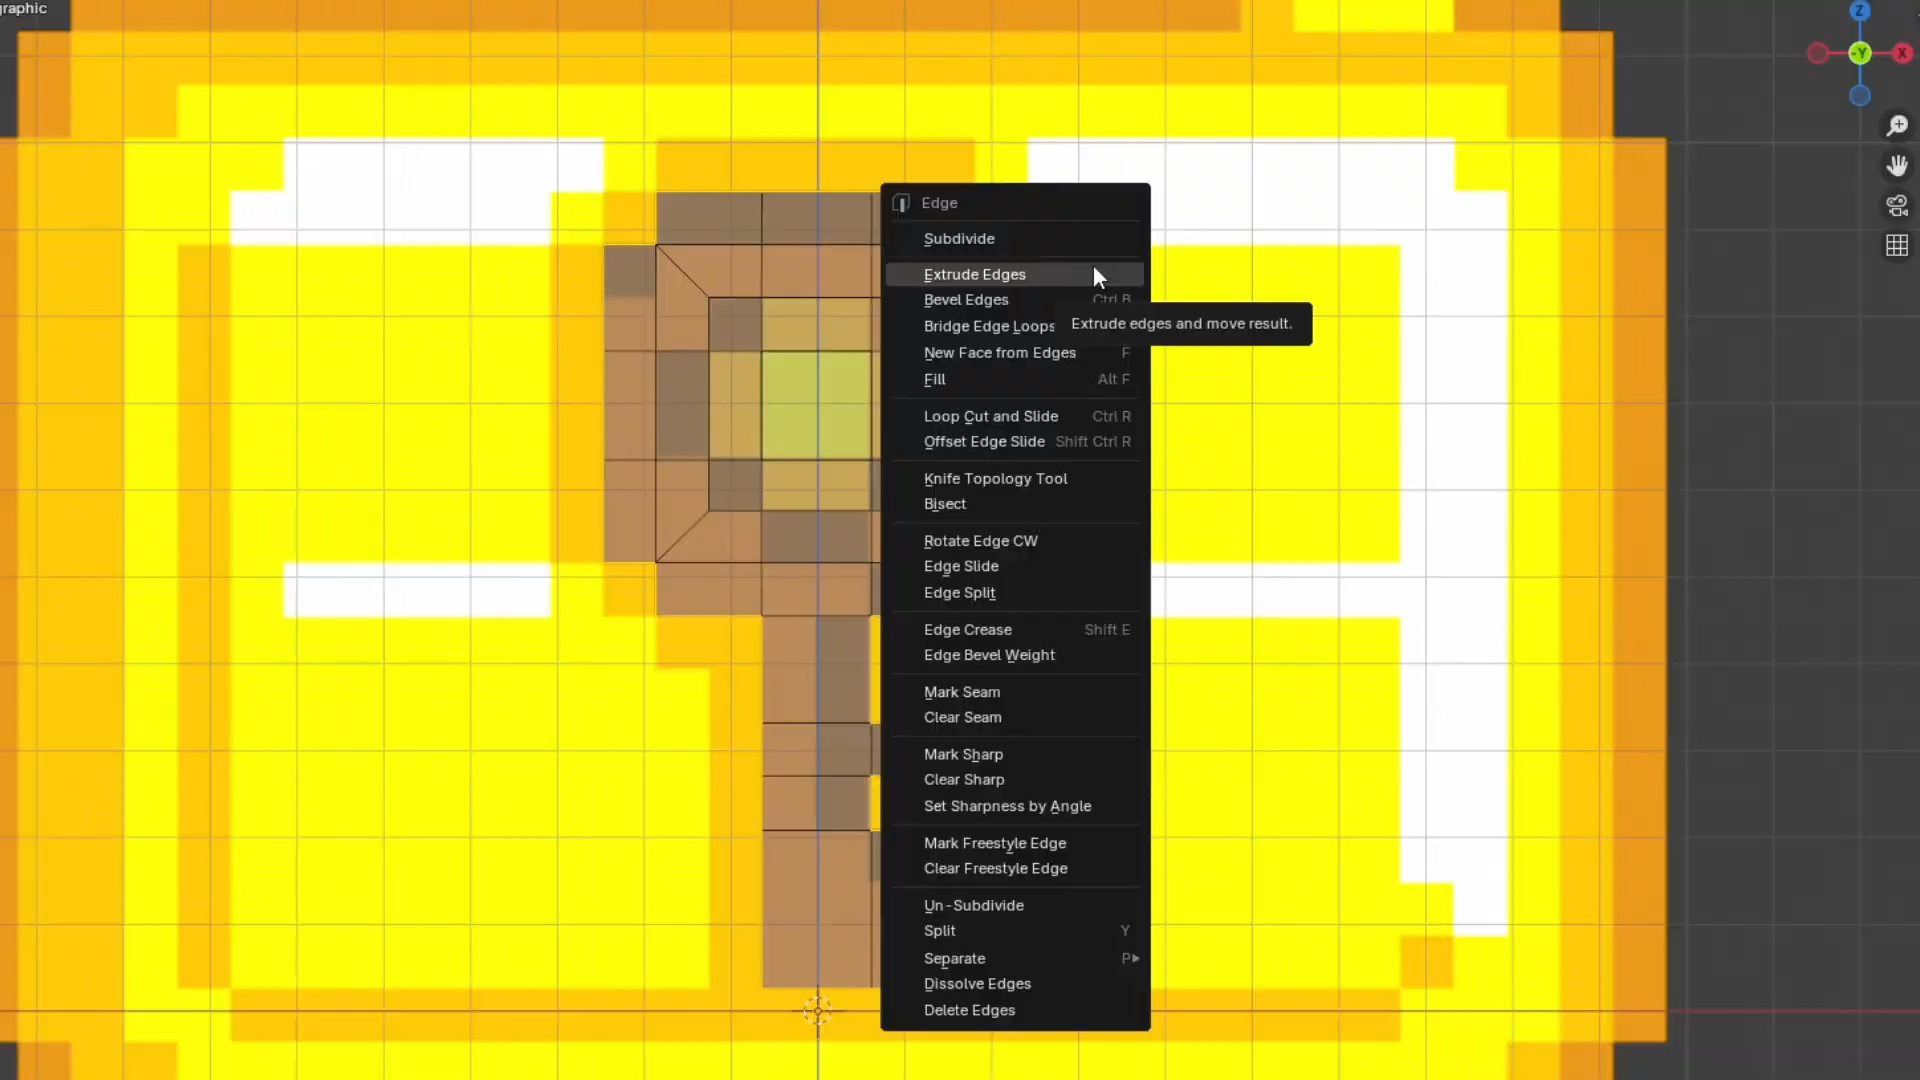 graphic
Z
-Y
X
Edge
Subdivide
Extrude Edges
Bevel Edges Ctrl B
Bridge Edge Loops
Extrude edges and move result.
New Face from Edges F
Fill Alt F
Loop Cut and Slide Ctrl R
Offset Edge Slide Shift Ctrl R
Knife Topology Tool
Bisect
Rotate Edge CW
Edge Slide
Edge Split
Edge Crease Shift E
Edge Bevel Weight
Mark Seam
Clear Seam
Mark Sharp
Clear Sharp
Set Sharpness by Angle
Mark Freestyle Edge
Clear Freestyle Edge
Un-Subdivide
Split Y
Separate P
Dissolve Edges
Delete Edges